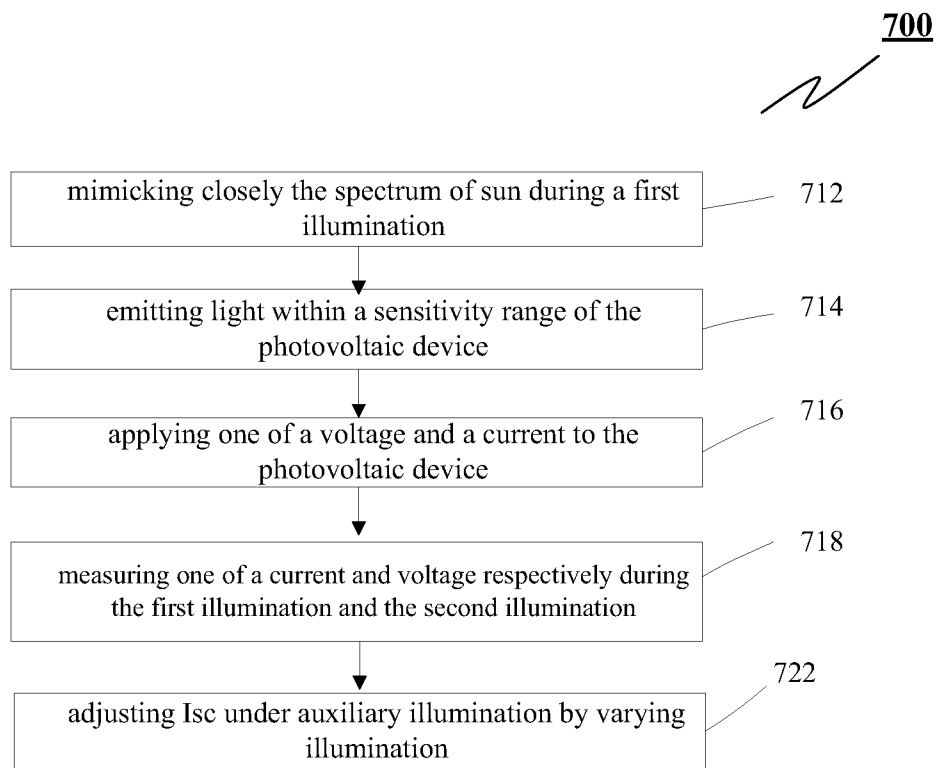 700
mimicking closely the spectrum of sun during a first
illumination
712
emitting light within a sensitivity range of the
photovoltaic device
714
applying one of a voltage and a current to the
photovoltaic device
716
measuring one of a current and voltage respectively during
the first illumination and the second illumination
718
adjusting Isc under auxiliary illumination by varying
illumination
722